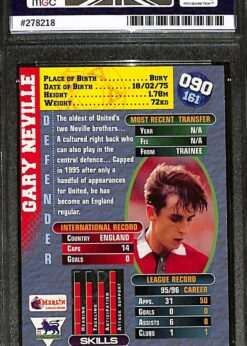 MGC
#278218
PLACE OF BIRTH BURY
DATE OF BIRTH 18/02/75
HEIGHT 1.78M
WEIGHT 72KG
090
161
GARY NEVILLE
DEFENDER
The oldest of United's
two Neville brothers...
A cultured right back who
can also play in the
central defence... Capped
in 1995 after only a
handful of appearances
for United, he has
become an England
regular.
MOST RECENT TRANSFER
YEAR N/A
FEE N/A
FROM TRAINEE
INTERNATIONAL RECORD
COUNTRY ENGLAND
CAPS 14
GOALS 0
LEAGUE RECORD
95/96 CAREER
APPS. 31 50
GOALS 0 0
ASSISTS 6 8
CLUBS 1 1
MERLIN
SKILLS